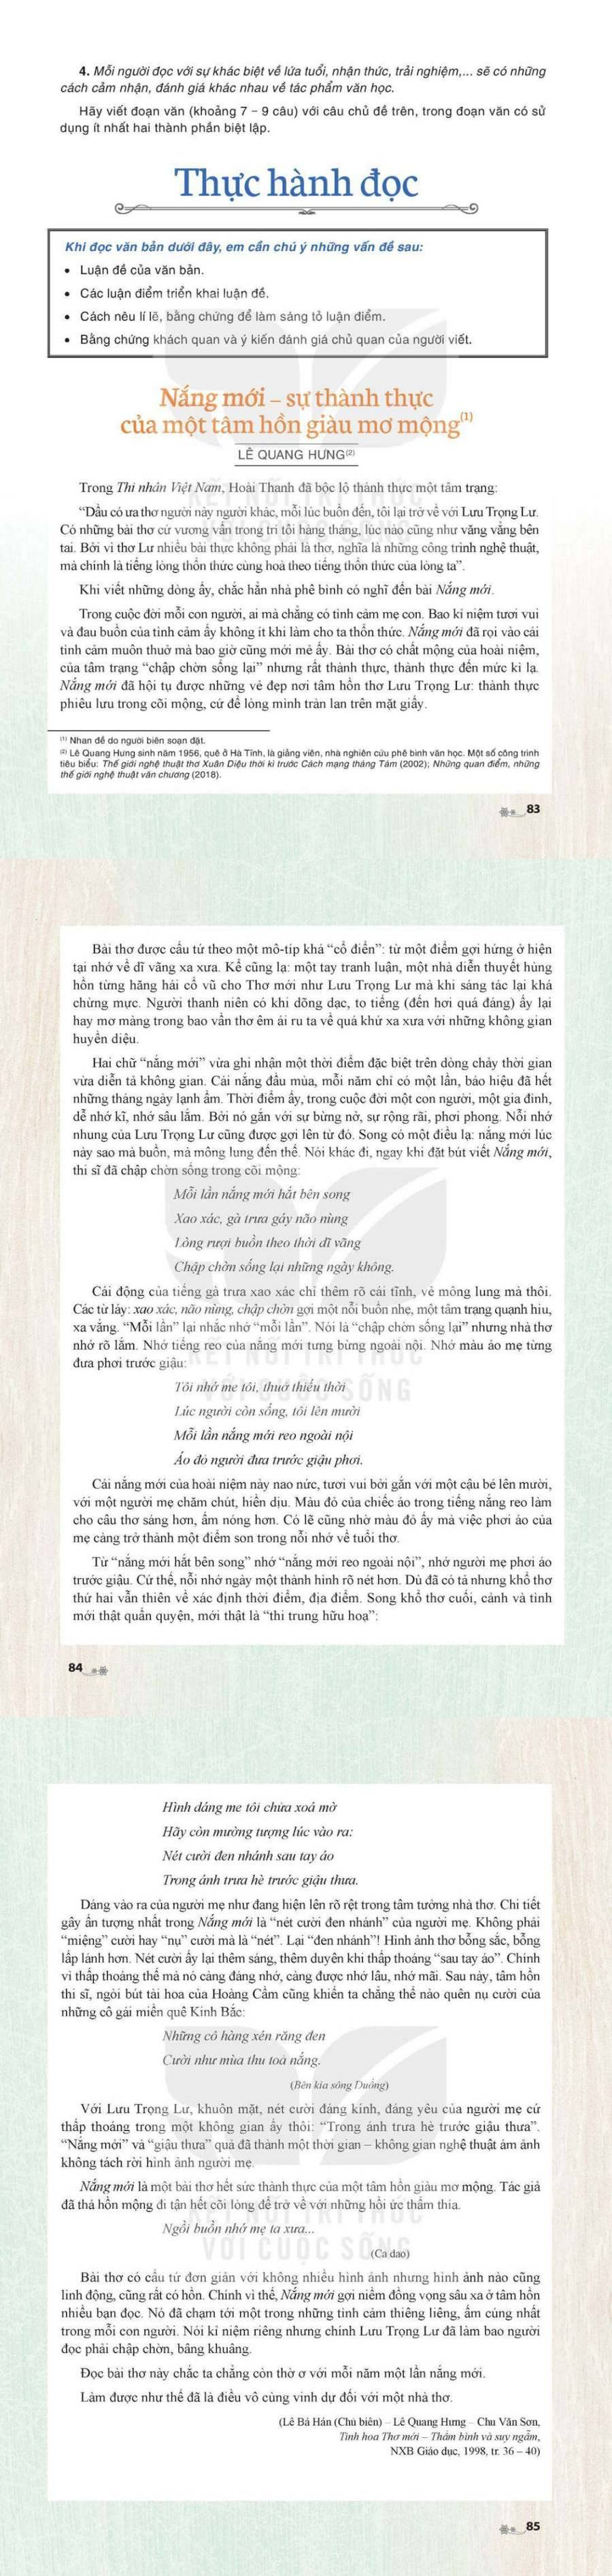 4. Mỗi người đọc với sự khác biệt về lứa tuổi, nhận thức, trải nghiệm,... sẽ có những
cách cảm nhận, đánh giá khác nhau về tác phẩm văn học.
Hãy viết đoạn văn (khoảng 7 – 9 câu) với câu chủ đề trên, trong đoạn văn có sử
dụng ít nhất hai thành phần biệt lập.
Thực hành đọc
Khi đọc văn bản dưới đây, em cần chú ý những vấn đề sau:
• Luận đề của văn bản.
• Các luận điểm triển khai luận đề.
• Cách nêu lí lẽ, bằng chứng để làm sáng tỏ luận điểm.
• Bằng chứng khách quan và ý kiến đánh giá chủ quan của người viết.
Nắng mới – sự thành thực
của một tâm hồn giàu mơ mộng(1)
LÊ QUANG HƯNG(2)
Trong Thi nhân Việt Nam, Hoài Thanh đã bộc lộ thành thực một tâm trạng:
“Dầu có ưa thơ người này người khác, mỗi lúc buồn đến, tôi lại trở về với Lưu Trọng Lư.
Có những bài thơ cứ vương vấn trong trí tôi hàng tháng, lúc nào cũng như văng vẳng bên
tai. Bởi vì thơ Lư nhiều bài thực không phải là thơ, nghĩa là những công trình nghệ thuật,
mà chính là tiếng lòng thổn thức cùng hoà theo tiếng thổn thức của lòng ta”.
Khi viết những dòng ấy, chắc hẳn nhà phê bình có nghĩ đến bài Nắng mới.
Trong cuộc đời mỗi con người, ai mà chẳng có tình cảm mẹ con. Bao kỉ niệm tươi vui
và đau buồn của tình cảm ấy không ít khi làm cho ta thổn thức. Nắng mới đã rọi vào cái
tình cảm muôn thuở mà bao giờ cũng mới mẻ ấy. Bài thơ có chất mộng của hoài niệm,
của tâm trạng “chập chờn sống lại” nhưng rất thành thực, thành thực đến mức kì lạ.
Nắng mới đã hội tụ được những vẻ đẹp nơi tâm hồn thơ Lưu Trọng Lư: thành thực
phiêu lưu trong cõi mộng, cứ để lòng mình tràn lan trên mặt giấy.
(1) Nhan đề do người biên soạn đặt.
(2) Lê Quang Hưng sinh năm 1956, quê ở Hà Tĩnh, là giảng viên, nhà nghiên cứu phê bình văn học. Một số công trình
tiêu biểu: Thế giới nghệ thuật thơ Xuân Diệu thời kì trước Cách mạng tháng Tám (2002); Những quan điểm, những
thế giới nghệ thuật văn chương (2018).
83
Bài thơ được cấu tứ theo một mô-típ khá “cổ điển”: từ một điểm gợi hứng ở hiện
tại nhớ về dĩ vãng xa xưa. Kể cũng lạ: một tay tranh luận, một nhà diễn thuyết hùng
hồn từng hăng hái cổ vũ cho Thơ mới như Lưu Trọng Lư mà khi sáng tác lại khá
chừng mực. Người thanh niên có khi dõng dạc, to tiếng (đến hơi quá đáng) ấy lại
hay mơ màng trong bao vần thơ êm ái ru ta về quá khứ xa xưa với những không gian
huyền diệu.
Hai chữ “nắng mới” vừa ghi nhận một thời điểm đặc biệt trên dòng chảy thời gian
vừa diễn tả không gian. Cái nắng đầu mùa, mỗi năm chỉ có một lần, báo hiệu đã hết
những tháng ngày lạnh ẩm. Thời điểm ấy, trong cuộc đời một con người, một gia đình,
dễ nhớ kĩ, nhớ sâu lắm. Bởi nó gắn với sự bừng nở, sự rộng rãi, phơi phong. Nỗi nhớ
nhung của Lưu Trọng Lư cũng được gợi lên từ đó. Song có một điều lạ: nắng mới lúc
này sao mà buồn, mà mông lung đến thế. Nói khác đi, ngay khi đặt bút viết Nắng mới,
thi sĩ đã chập chờn sống trong cõi mộng:
Mỗi lần nắng mới hắt bên song
Xao xác, gà trưa gáy não nùng
Lòng rượi buồn theo thời dĩ vãng
Chập chờn sống lại những ngày không.
Cái động của tiếng gà trưa xao xác chỉ thêm rõ cái tĩnh, vẻ mông lung mà thôi.
Các từ láy: xao xác, não nùng, chập chờn gợi một nỗi buồn nhẹ, một tâm trạng quạnh hiu,
xa vắng. “Mỗi lần” lại nhắc nhớ “mỗi lần”. Nói là “chập chờn sống lại” nhưng nhà thơ
nhớ rõ lắm. Nhớ tiếng reo của nắng mới tưng bừng ngoài nội. Nhớ màu áo mẹ từng
đưa phơi trước giậu:
Tôi nhớ me tôi, thuở thiếu thời
Lúc người còn sống, tôi lên mười
Mỗi lần nắng mới reo ngoài nội
Áo đỏ người đưa trước giậu phơi.
Cái nắng mới của hoài niệm này nao nức, tươi vui bởi gắn với một cậu bé lên mười,
với một người mẹ chăm chút, hiền dịu. Màu đỏ của chiếc áo trong tiếng nắng reo làm
cho câu thơ sáng hơn, ấm nóng hơn. Có lẽ cũng nhờ màu đỏ ấy mà việc phơi áo của
mẹ càng trở thành một điểm son trong nỗi nhớ về tuổi thơ.
Từ “nắng mới hắt bên song” nhớ “nắng mới reo ngoài nội”, nhớ người mẹ phơi áo
trước giậu. Cứ thế, nỗi nhớ ngày một thành hình rõ nét hơn. Dù đã có tả nhưng khổ thơ
thứ hai vẫn thiên về xác định thời điểm, địa điểm. Song khổ thơ cuối, cảnh và tình
mới thật quấn quyện, mới thật là “thi trung hữu hoạ”:
84
Hình dáng me tôi chửa xoá mờ
Hãy còn mường tượng lúc vào ra:
Nét cười đen nhánh sau tay áo
Trong ánh trưa hè trước giậu thưa.
Dáng vào ra của người mẹ như đang hiện lên rõ rệt trong tâm tưởng nhà thơ. Chi tiết
gây ấn tượng nhất trong Nắng mới là “nét cười đen nhánh” của người mẹ. Không phải
“miệng” cười hay “nụ” cười mà là “nét”. Lại “đen nhánh”! Hình ảnh thơ bỗng sắc, bỗng
lấp lánh hơn. Nét cười ấy lại thêm sáng, thêm duyên khi thấp thoáng “sau tay áo”. Chính
vì thấp thoáng thế mà nó càng đáng nhớ, càng được nhớ lâu, nhớ mãi. Sau này, tâm hồn
thi sĩ, ngòi bút tài hoa của Hoàng Cầm cũng khiến ta chẳng thể nào quên nụ cười của
những cô gái miền quê Kinh Bắc:
Những cô hàng xén răng đen
Cười như mùa thu toả nắng.
(Bên kia sông Đuống)
Với Lưu Trọng Lư, khuôn mặt, nét cười đáng kính, đáng yêu của người mẹ cứ
thấp thoáng trong một không gian ấy thôi: “Trong ánh trưa hè trước giậu thưa”.
“Nắng mới” và “giậu thưa” quả đã thành một thời gian – không gian nghệ thuật ám ảnh
không tách rời hình ảnh người mẹ.
Nắng mới là một bài thơ hết sức thành thực của một tâm hồn giàu mơ mộng. Tác giả
đã thả hồn mộng đi tận hết cõi lòng để trở về với những hồi ức thấm thía.
Ngồi buồn nhớ mẹ ta xưa...
(Ca dao)
Bài thơ có cấu tứ đơn giản với không nhiều hình ảnh nhưng hình ảnh nào cũng
linh động, cũng rất có hồn. Chính vì thế, Nắng mới gợi niềm đồng vọng sâu xa ở tâm hồn
nhiều bạn đọc. Nó đã chạm tới một trong những tình cảm thiêng liêng, ấm cúng nhất
trong mỗi con người. Nói kỉ niệm riêng nhưng chính Lưu Trọng Lư đã làm bao người
đọc phải chập chờn, bâng khuâng.
Đọc bài thơ này chắc ta chẳng còn thờ ơ với mỗi năm một lần nắng mới.
Làm được như thế đã là điều vô cùng vinh dự đối với một nhà thơ.
(Lê Bá Hán (Chủ biên) – Lê Quang Hưng – Chu Văn Sơn,
Tinh hoa Thơ mới – Thẩm bình và suy ngẫm,
NXB Giáo dục, 1998, tr. 36 – 40)
85
KẾT NỐI TRI THỨC
VỚI CUỘC SỐNG